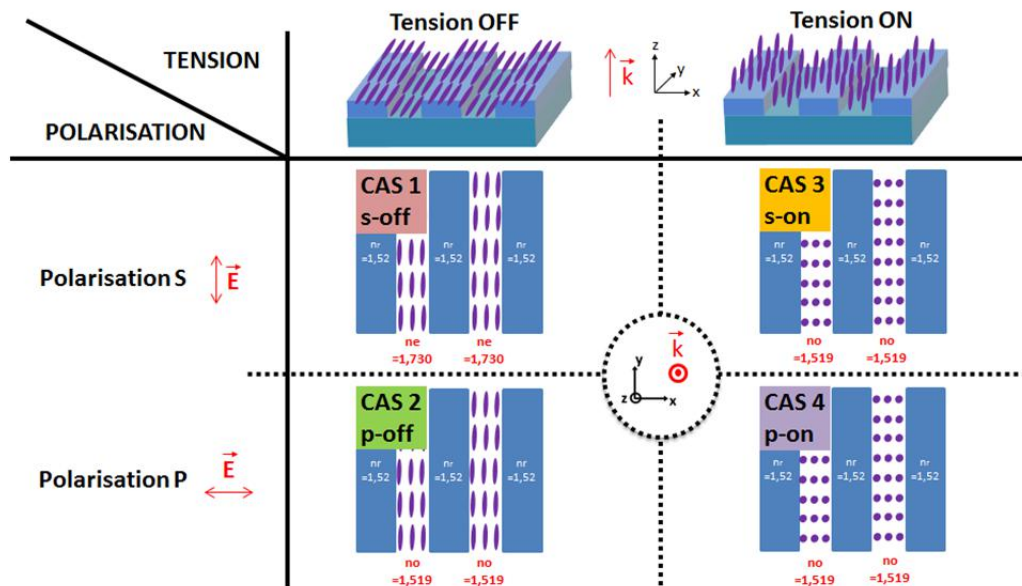 Tension OFF
Tension ON
TENSION
POLARISATION
k
z
y
x
CAS 1
s-off
nr
=1,52
nr
=1,52
nr
=1,52
ne
=1,730
ne
=1,730
CAS 3
s-on
nr
=1,52
nr
=1,52
nr
=1,52
no
=1,519
no
=1,519
Polarisation S
E
k
y
z
x
CAS 2
p-off
nr
=1,52
nr
=1,52
nr
=1,52
no
=1,519
no
=1,519
CAS 4
p-on
nr
=1,52
nr
=1,52
nr
=1,52
no
=1,519
no
=1,519
Polarisation P
E